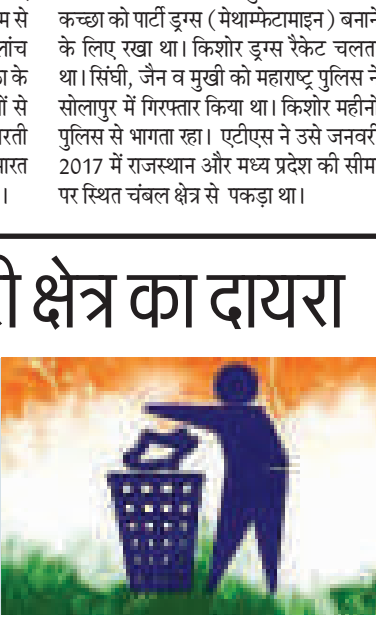 म से
लांच
के
ों से
रती
भारत
।
कच्छा को पार्टी ड्रग्स (मेथाम्फेटामाइन) बनाने
के लिए रखा था। किशोर ड्रग्स रैकेट चलत
था। सिंघी, जैन व मुखी को महाराष्ट्र पुलिस ने
सोलापुर में गिरफ्तार किया था। किशोर महीनो
पुलिस से भागता रहा। एटीएस ने उसे जनवरी
2017 में राजस्थान और मध्य प्रदेश की सीम
पर स्थित चंबल क्षेत्र से पकड़ा था।
क्षेत्र का दायरा